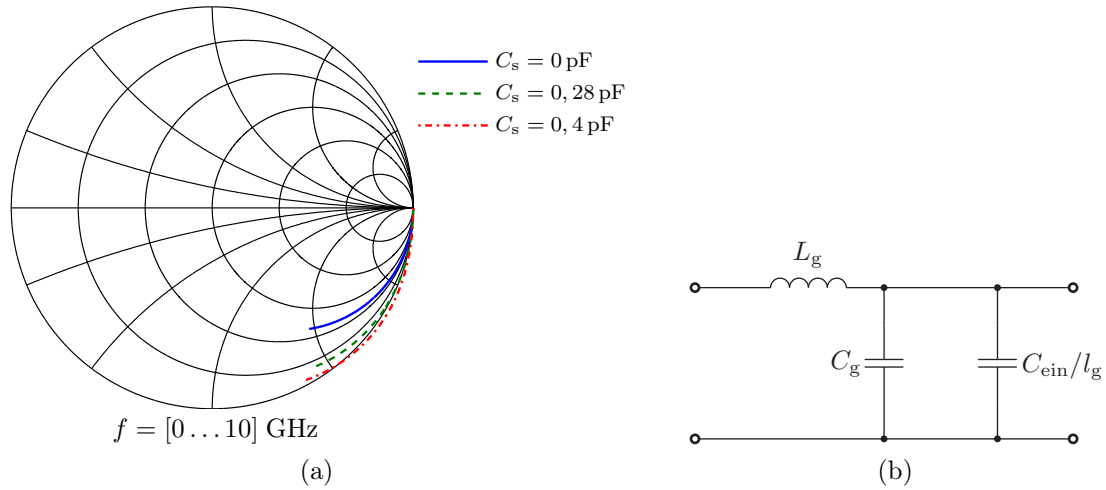 C_s = 0 pF
C_s = 0, 28 pF
C_s = 0, 4 pF
f = [0 … 10] GHz
(a)
L_g
C_g
C_ein/l_g
(b)